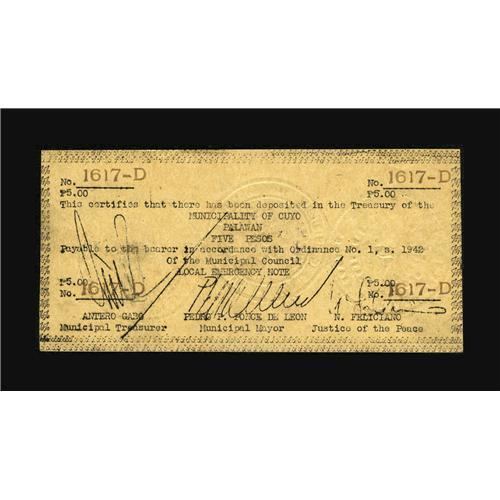 No. 1617-D No. 1617-D
₱5.00 ₱5.00
This certifies that there has been deposited in the Treasury of the
MUNICIPALITY OF CUYO
PALAWAN
FIVE PESOS
Payable to the bearer in accordance with Ordinance No. 1, s. 1942
Of the Municipal Council
LOCAL EMERGENCY NOTE
₱5.00 ₱5.00
No. 1617-D No. 1617-D
ANTERO GABO PEDRO P. PONCE DE LEON N. FELICIANO
Municipal Treasurer Municipal Mayor Justice of the Peace